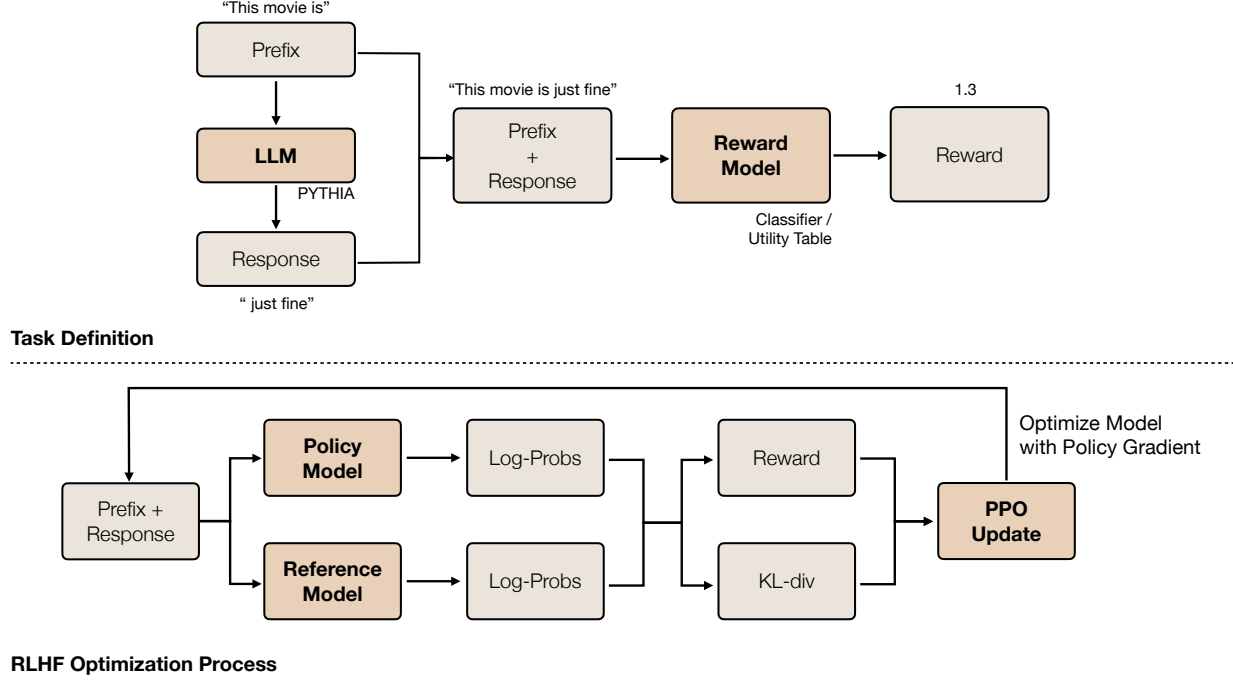 “This movie is”
Prefix
LLM
PYTHIA
Response
“ just fine”
“This movie is just fine”
Prefix
+
Response
Reward
Model
Classifier /
Utility Table
1.3
Reward
Task Definition
Optimize Model
with Policy Gradient
Prefix +
Response
Policy
Model
Log-Probs
Reference
Model
Log-Probs
Reward
KL-div
PPO
Update
RLHF Optimization Process